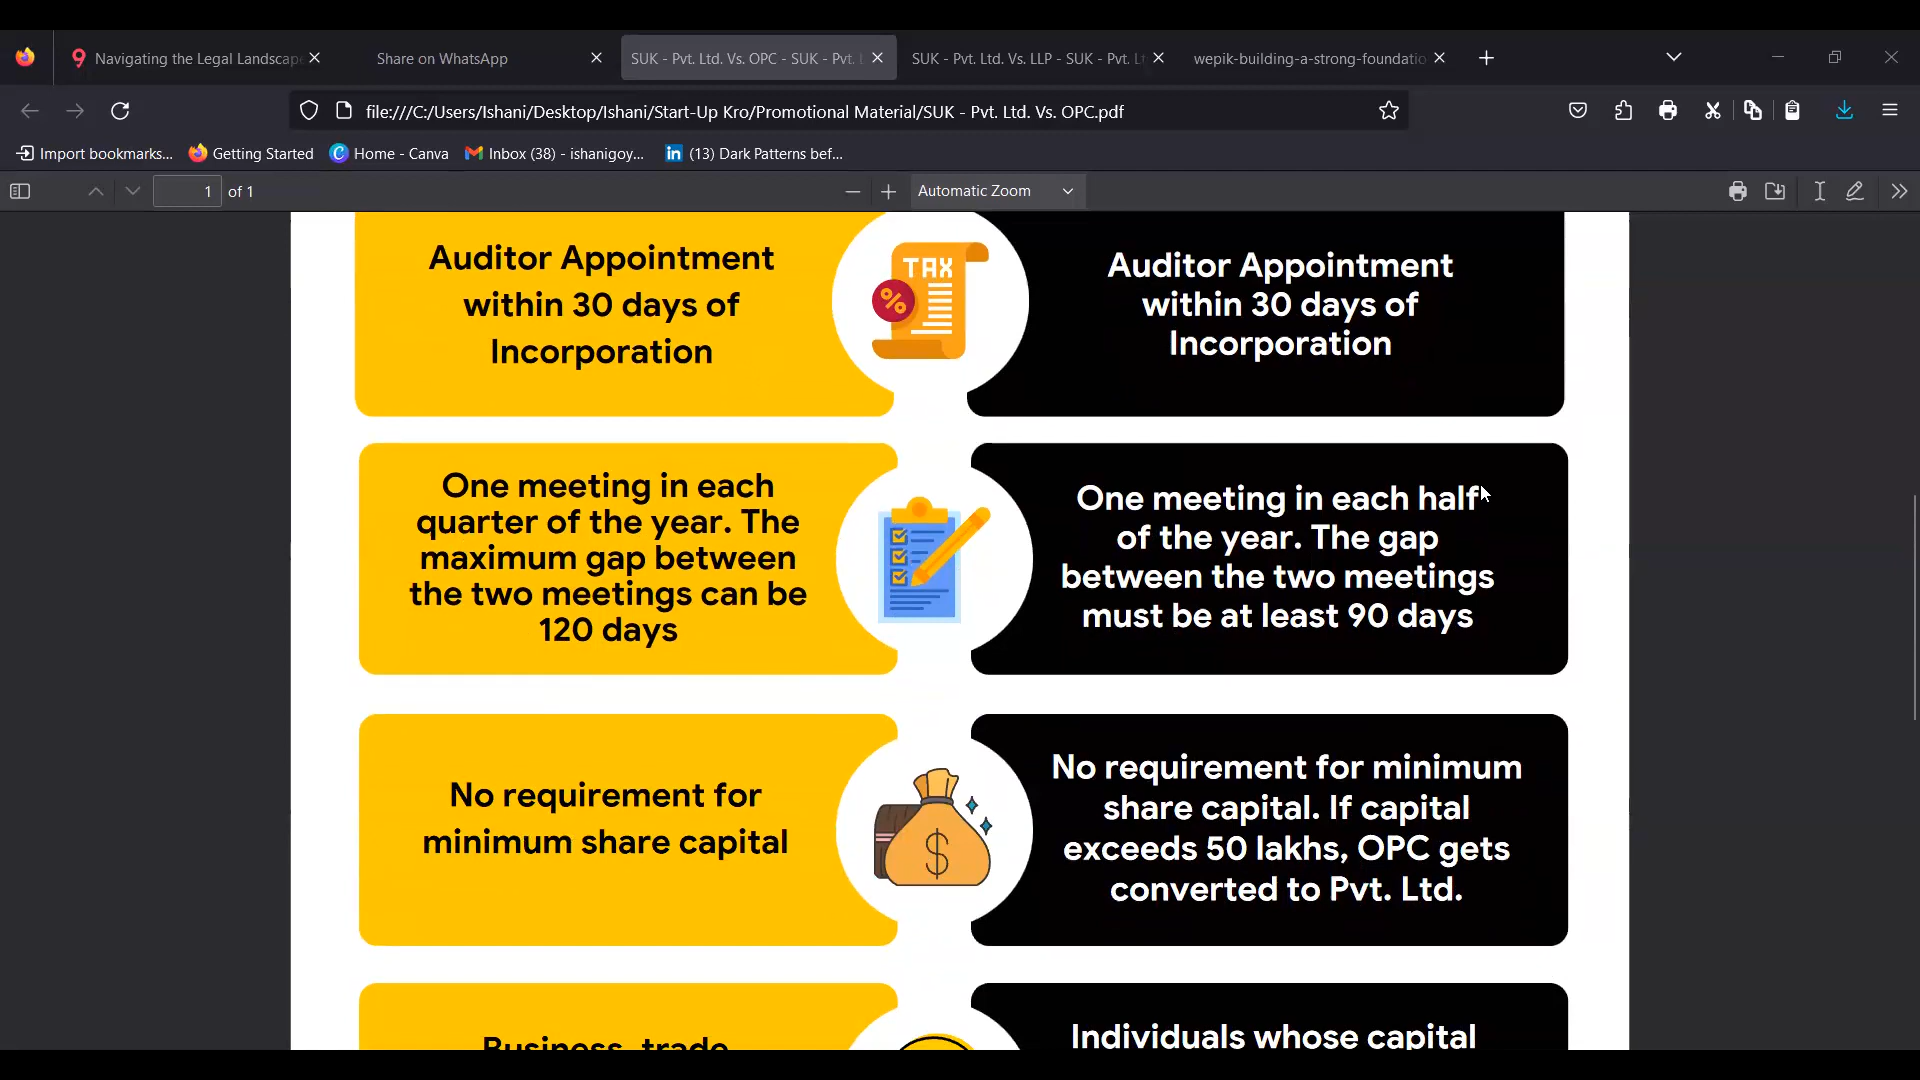 Navigating the Legal Landscape
Share on WhatsApp
SUK - Pvt. Ltd. Vs. OPC - SUK - Pvt. L
SUK - Pvt. Ltd. Vs. LLP - SUK - Pvt. Lt
wepik-building-a-strong-foundatio
file:///C:/Users/Ishani/Desktop/Ishani/Start-Up Kro/Promotional Material/SUK - Pvt. Ltd. Vs. OPC.pdf
Import bookmarks...
Getting Started
Home - Canva
Inbox (38) - ishanigoy...
(13) Dark Patterns bef...
1 of 1
Automatic Zoom
Auditor Appointment
within 30 days of
Incorporation
TAX
%
Auditor Appointment
within 30 days of
Incorporation
One meeting in each
quarter of the year. The
maximum gap between
the two meetings can be
120 days
One meeting in each half
of the year. The gap
between the two meetings
must be at least 90 days
No requirement for
minimum share capital
$
No requirement for minimum
share capital. If capital
exceeds 50 lakhs, OPC gets
converted to Pvt. Ltd.
Business, trade
Individuals whose capital